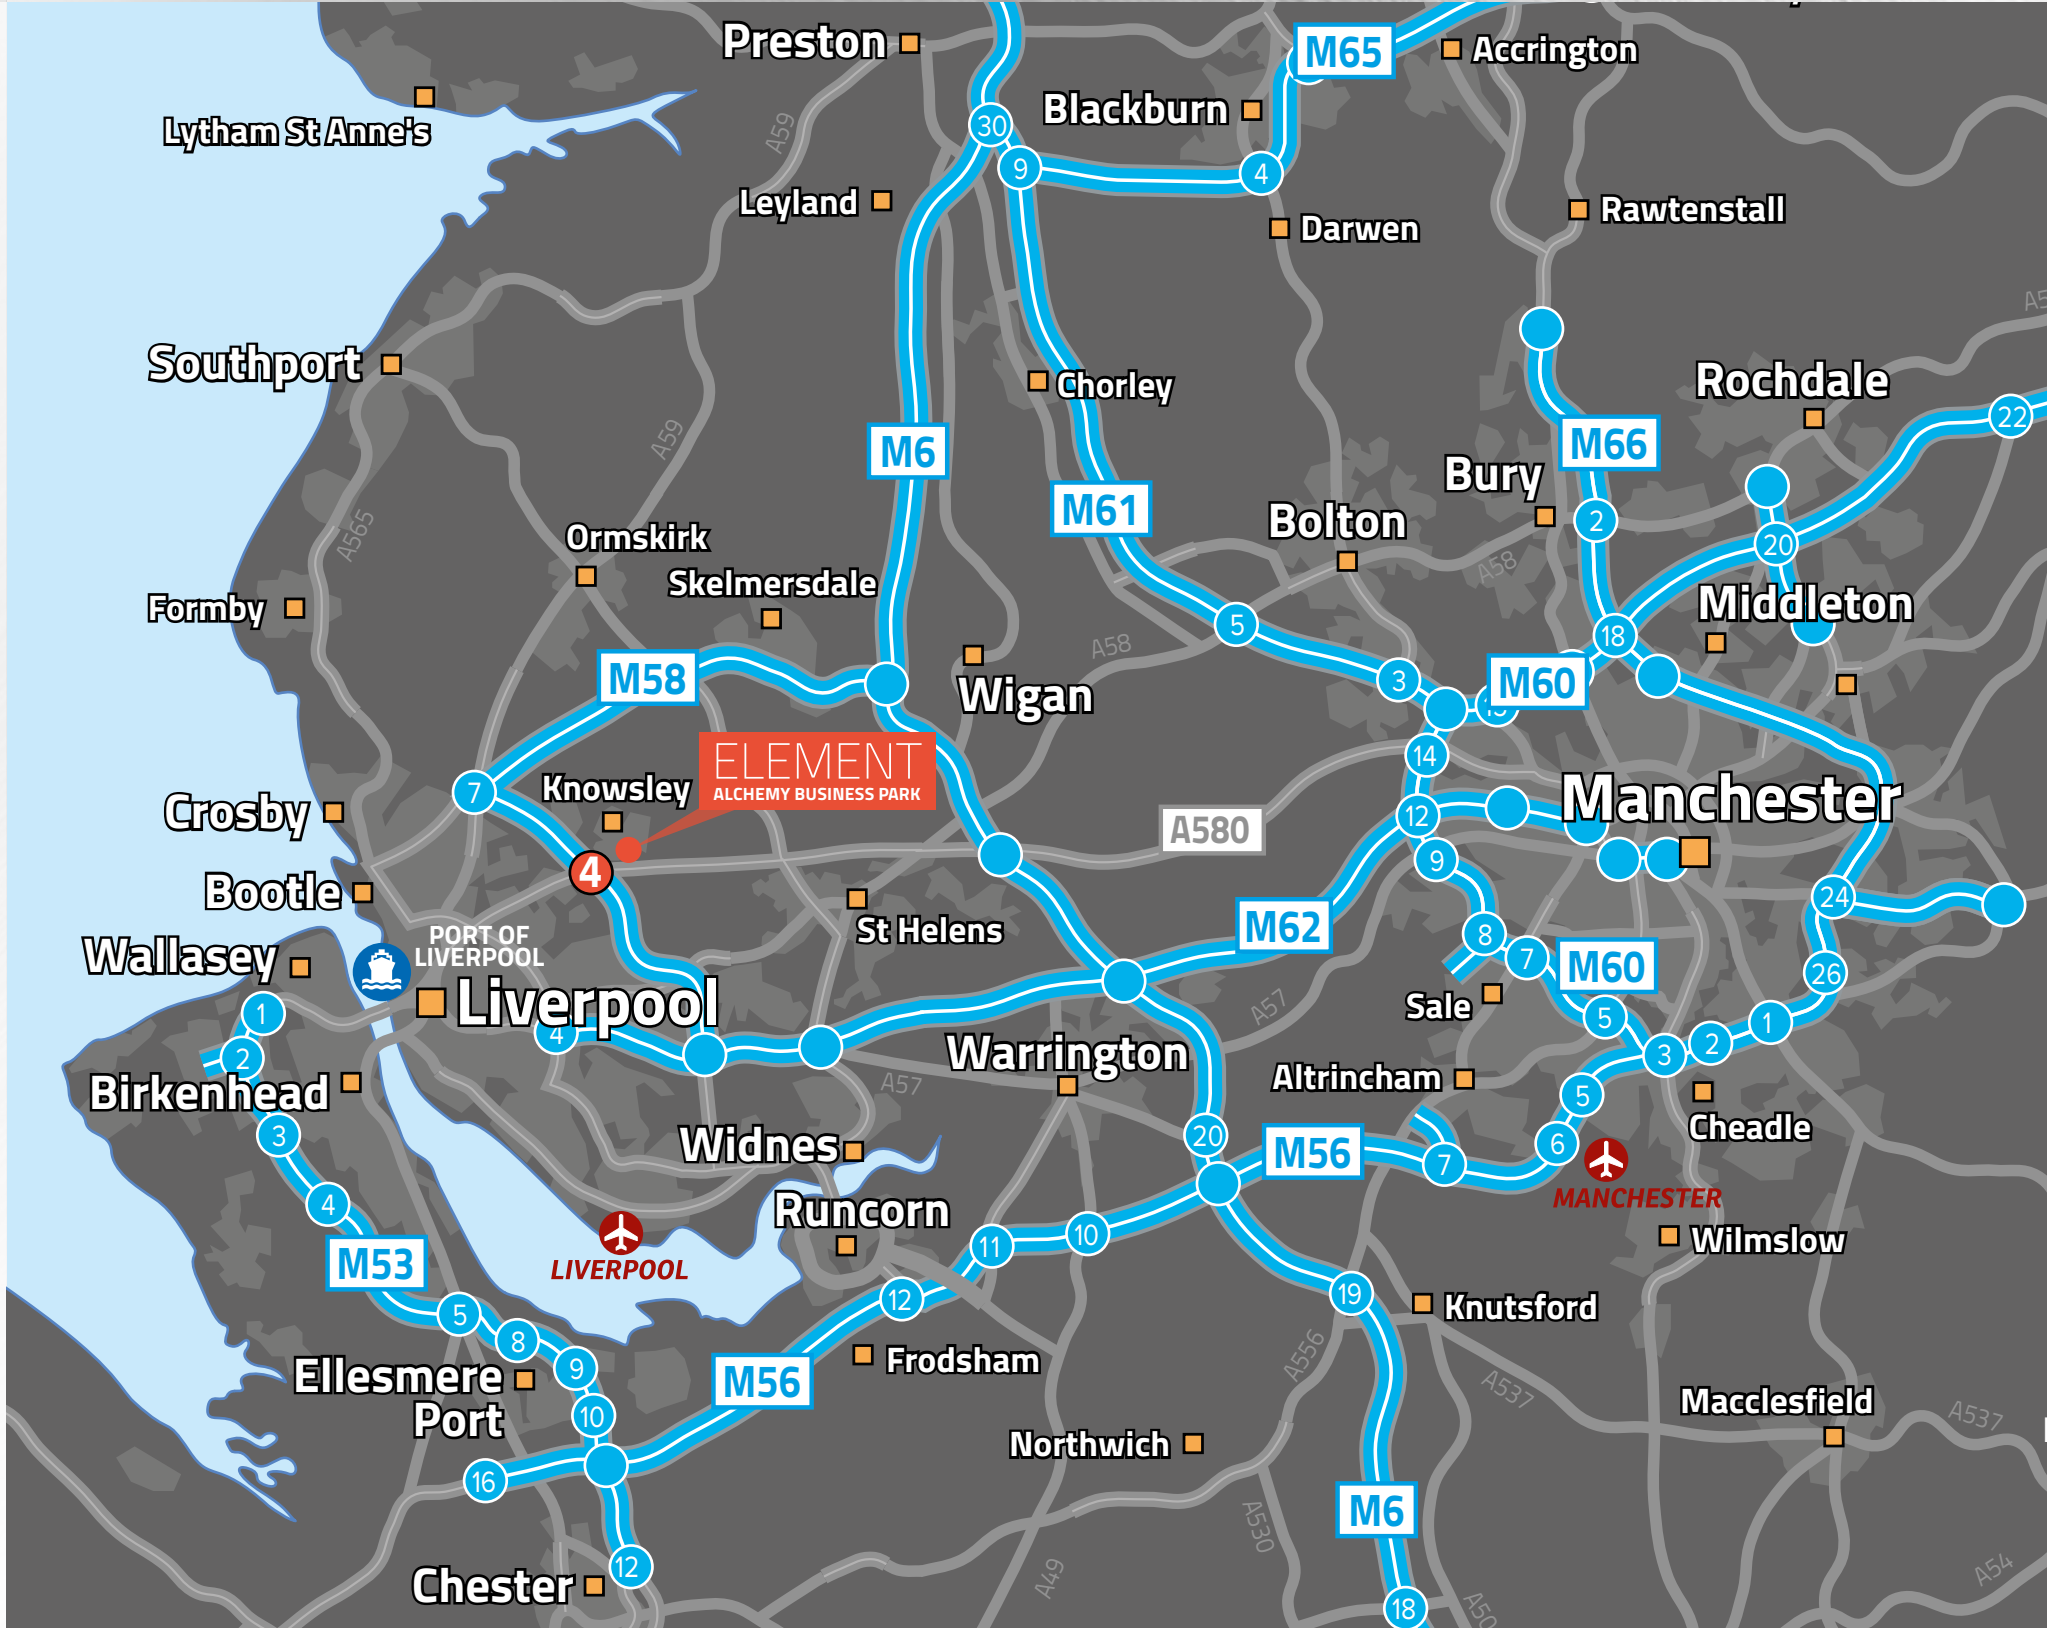 Preston
M65
Accrington
Lytham St Anne's
A59
30
Blackburn
9
4
Leyland
Darwen
Rawtenstall
Southport
Chorley
Rochdale
A59
M6
M66
22
Bury
M61
Bolton
2
A565
Ormskirk
A58
20
Skelmersdale
Formby
Middleton
5
18
A58
M58
Wigan
3
M60
14
ELEMENT
ALCHEMY BUSINESS PARK
Knowsley
7
Manchester
Crosby
12
A580
9
4
Bootle
24
St Helens
M62
8
PORT OF
LIVERPOOL
Wallasey
7
M60
26
Liverpool
Sale
A57
1
5
1
4
2
2
3
Warrington
Altrincham
A57
Birkenhead
5
Cheadle
3
20
6
Widnes
M56
7
MANCHESTER
4
Runcorn
10
11
Wilmslow
LIVERPOOL
M53
19
12
Knutsford
5
8
A556
Frodsham
9
Ellesmere
Port
M56
A537
Macclesfield
10
A537
Northwich
16
M6
A530
12
A49
A54
Chester
18
A50